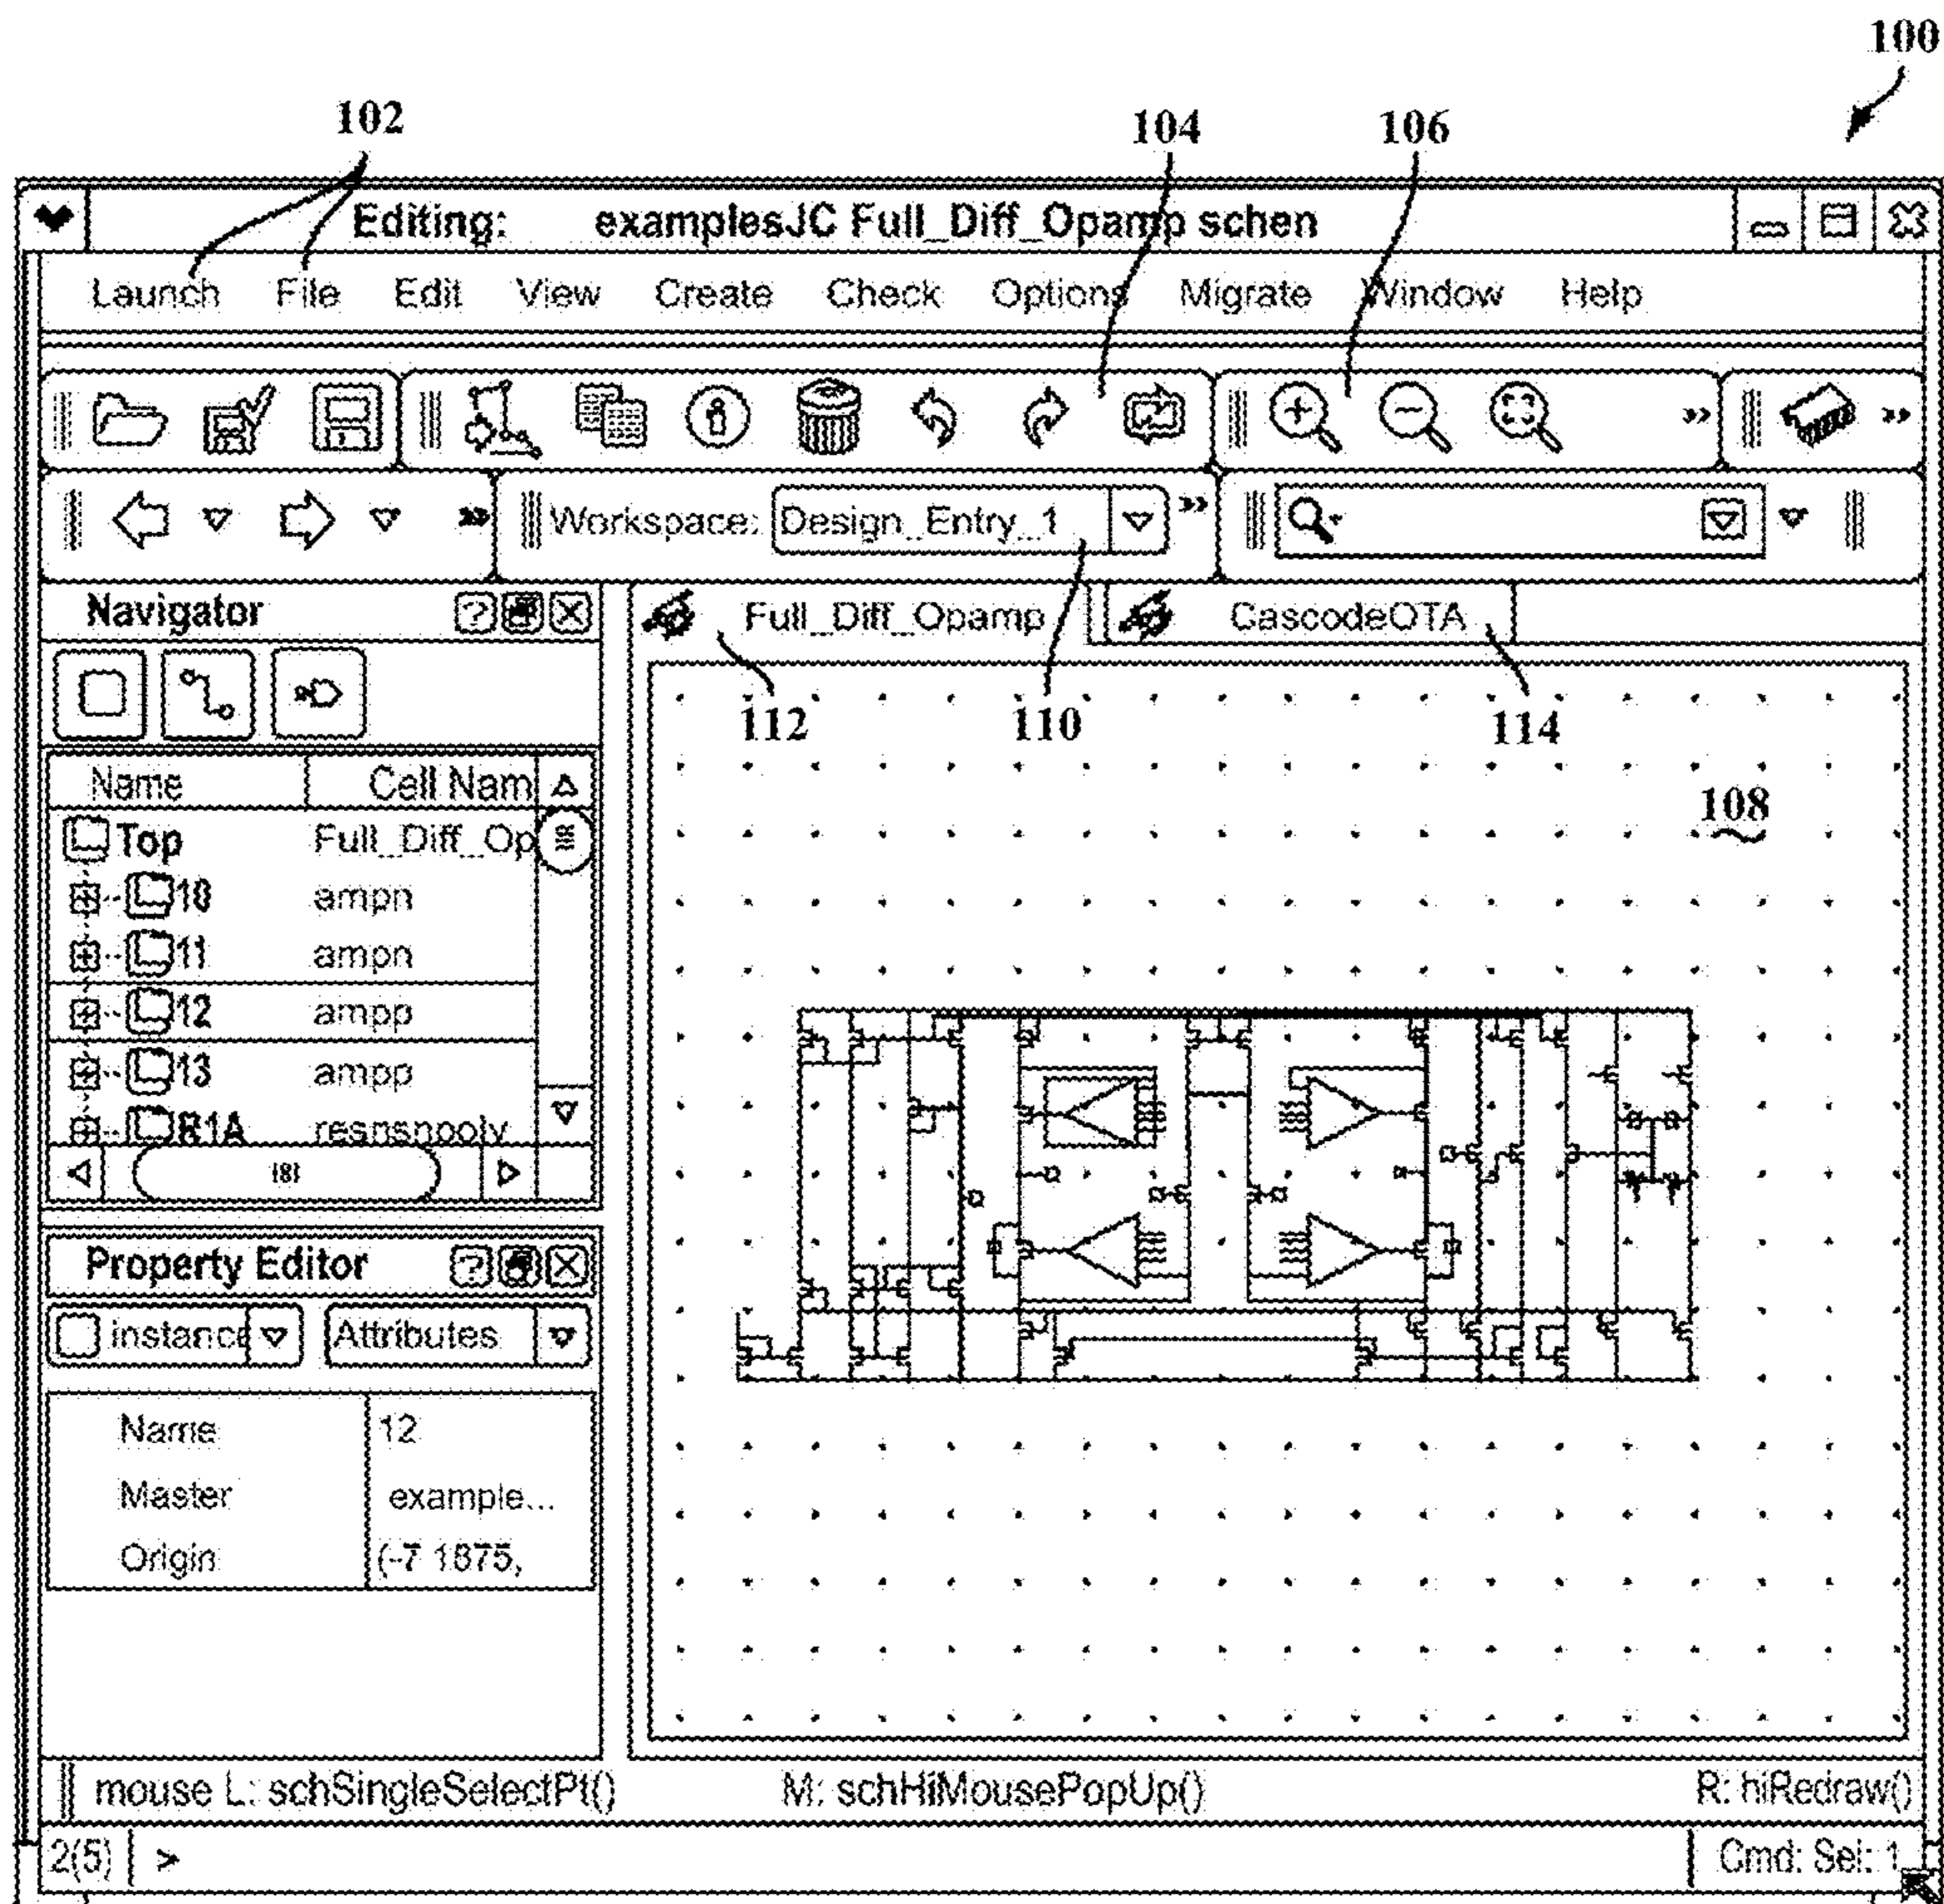 100
102
104 106
Editing: examplesJC Full_Diff_Opamp schen
Launch File Edit View Create Check Options Migrate Window Help
Workspace: Design_Entry_1
Navigator
Full_Diff_Opamp CascodeOTA
112 110 114
Name Cell Nam
108
Top Full_Diff_Op
10 ampn
11 ampn
12 ampp
13 ampp
R1A resnsnpoly
Property Editor
instance Attributes
Name 12
Master example...
Origin (-7 1875,
mouse L: schSingleSelectPt() M: schHiMousePopUp() R: hiRedraw()
2(5) > Cmd: Sel: 1